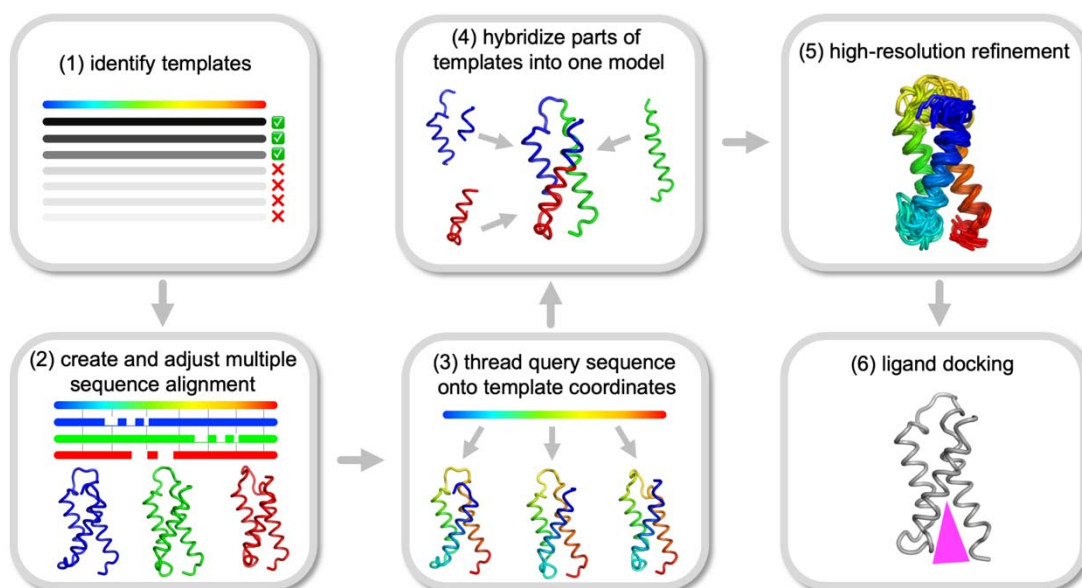 (1) identify templates
(2) create and adjust multiple
sequence alignment
(3) thread query sequence
onto template coordinates
(4) hybridize parts of
templates into one model
(5) high-resolution refinement
(6) ligand docking